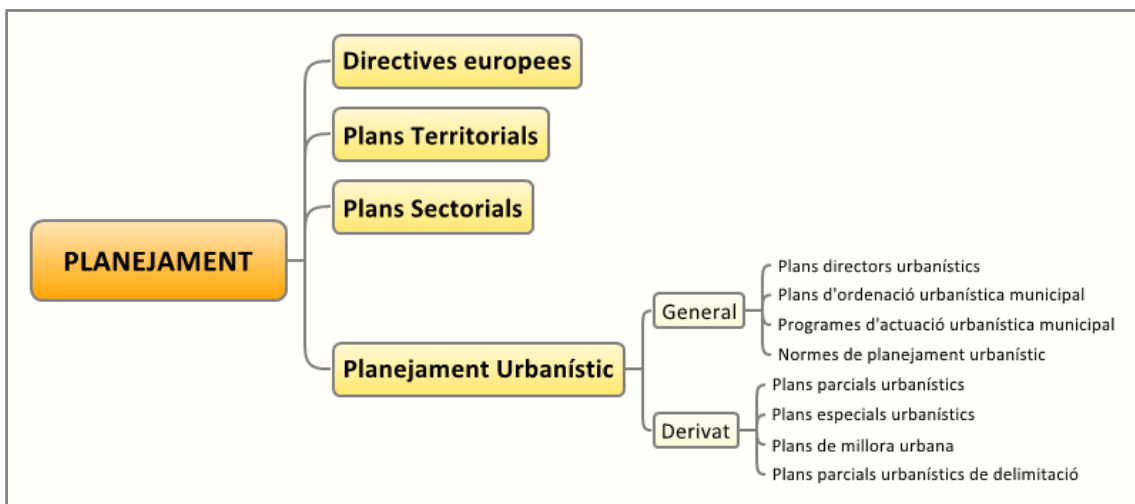 PLANEJAMENT
Directives europees
Plans Territorials
Plans Sectorials
Planejament Urbanístic
General
Plans directors urbanístics
Plans d'ordenació urbanística municipal
Programes d'actuació urbanística municipal
Normes de planejament urbanístic
Derivat
Plans parcials urbanístics
Plans especials urbanístics
Plans de millora urbana
Plans parcials urbanístics de delimitació